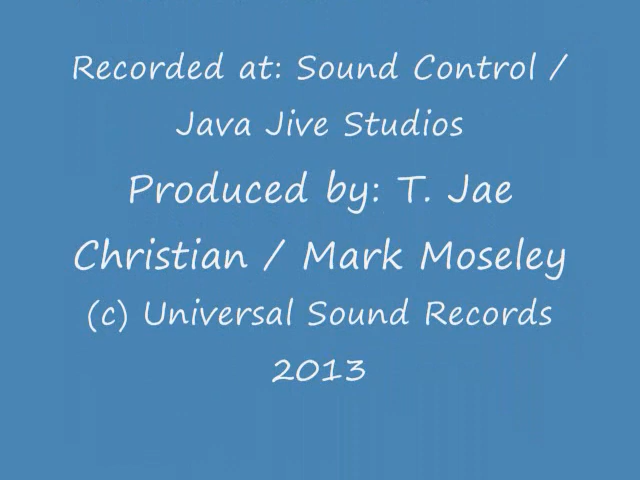 Recorded at: Sound Control /
Java Jive Studios
Produced by: T. Jae
Christian / Mark Moseley
(c) Universal Sound Records
2013